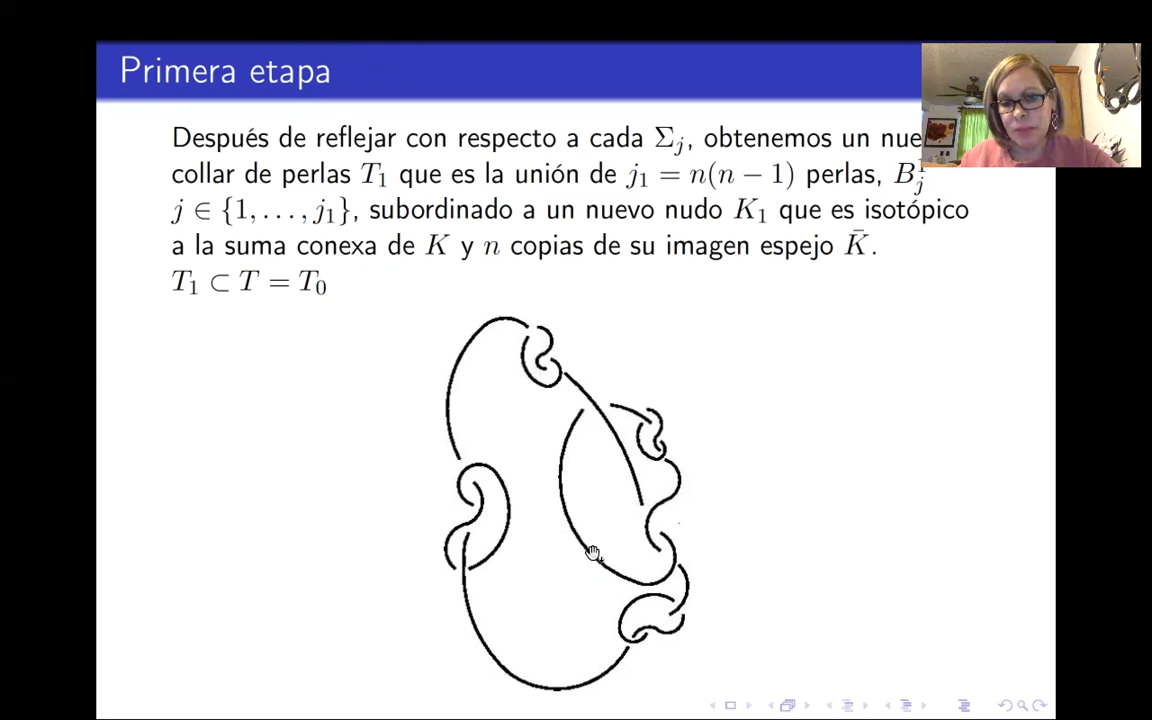 Primera etapa
Después de reflejar con respecto a cada Σ_j, obtenemos un nue
collar de perlas T_1 que es la unión de j_1 = n(n − 1) perlas, B_j
j ∈ {1, . . . , j_1}, subordinado a un nuevo nudo K_1 que es isotópico
a la suma conexa de K y n copias de su imagen espejo K̄.
T_1 ⊂ T = T_0